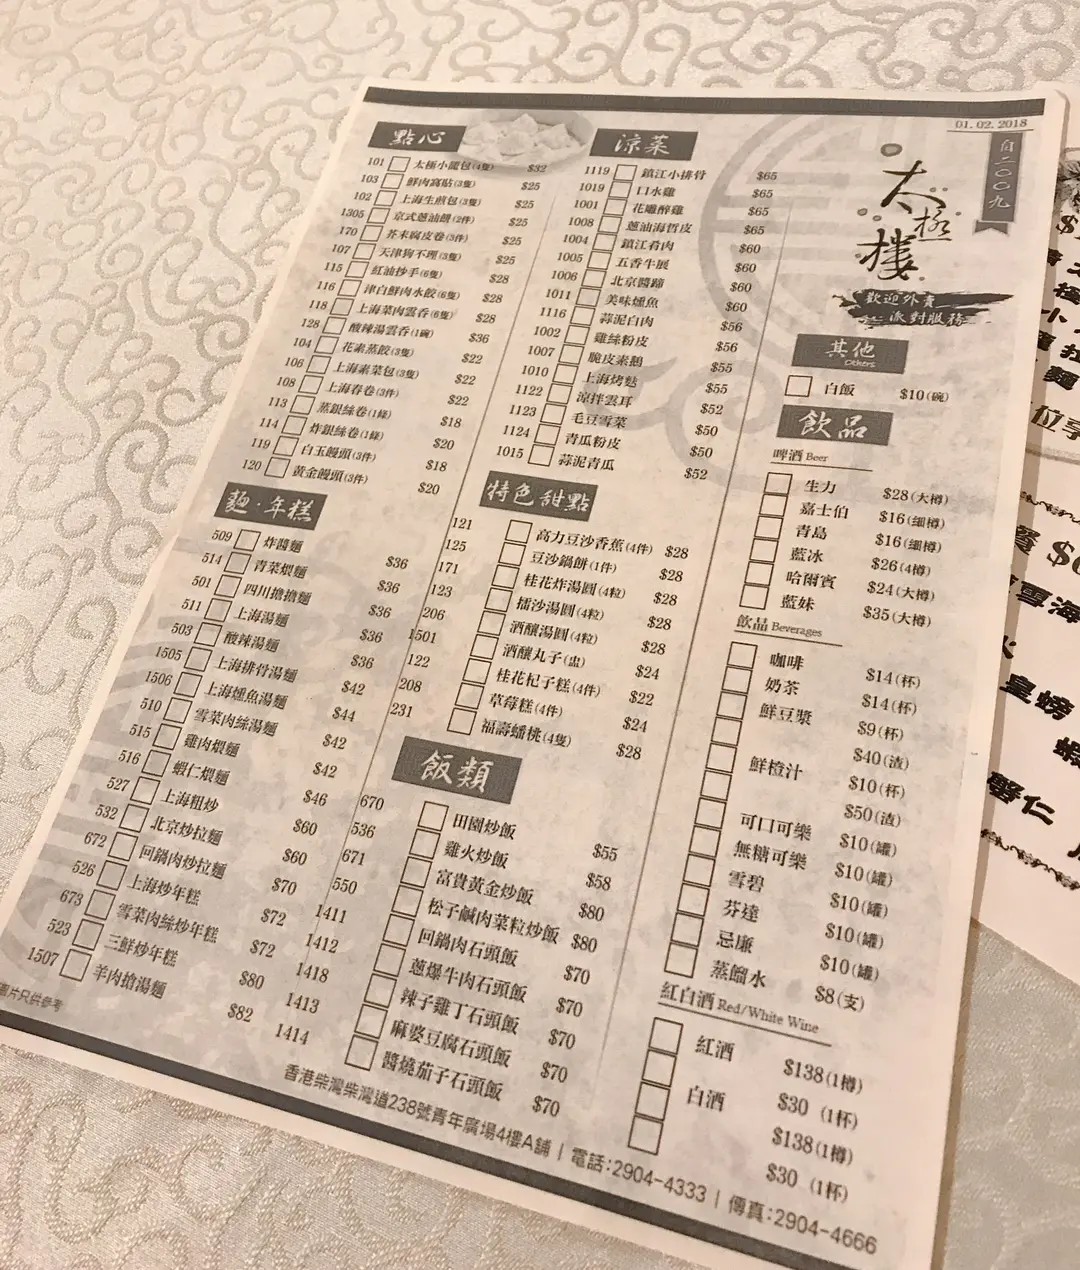 01.02.2018
自二〇〇九
太極樓
歡迎外賣
派對服務
點心
101 太極小籠包(4隻) $32
103 鮮肉窩貼(3隻) $25
102 上海生煎包(3隻) $25
1305 京式蔥油餅(2件) $25
170 芥末腐皮卷(3件) $25
107 天津狗不理(3隻) $25
115 紅油抄手(6隻) $28
116 津白鮮肉水餃(6隻) $28
118 上海菜肉雲吞(6隻) $28
128 酸辣湯雲吞(1碗) $36
104 花素蒸餃(3隻) $22
106 上海素菜包(3隻) $22
108 上海春卷(3件) $22
113 蒸銀絲卷(1條) $18
114 炸銀絲卷(1條) $20
119 白玉饅頭(3件) $18
120 黃金饅頭(3件) $20
麵·年糕
509 炸醬麵 $36
514 青菜煨麵 $36
501 四川擔擔麵 $36
511 上海湯麵 $36
503 酸辣湯麵 $36
1505 上海排骨湯麵 $42
1506 上海燻魚湯麵 $44
510 雪菜肉絲湯麵 $42
515 雞肉煨麵 $42
516 蝦仁煨麵 $46
527 上海粗炒 $60
532 北京炒拉麵 $60
672 回鍋肉炒拉麵 $70
526 上海炒年糕 $72
673 雪菜肉絲炒年糕 $72
523 三鮮炒年糕 $80
1507 羊肉搶湯麵 $82
圖片只供參考
涼菜
1119 鎮江小排骨 $65
1019 口水雞 $65
1001 花雕醉雞 $65
1008 蔥油海蜇皮 $65
1004 鎮江肴肉 $60
1005 五香牛展 $60
1006 北京醬蹄 $60
1011 美味燻魚 $60
1116 蒜泥白肉 $56
1002 雞絲粉皮 $56
1007 脆皮素鵝 $55
1010 上海烤麩 $55
1122 涼拌雲耳 $52
1123 毛豆雪菜 $50
1124 青瓜粉皮 $50
1015 蒜泥青瓜 $52
特色甜點
121 高力豆沙香蕉(4件) $28
125 豆沙鍋餅(1件) $28
171 桂花炸湯圓(4粒) $28
123 擂沙湯圓(4粒) $28
206 酒釀湯圓(4粒) $28
1501 酒釀丸子(盅) $24
122 桂花杞子糕(4件) $22
208 草莓糕(4件) $24
231 福壽蟠桃(4隻) $28
飯類
670 田園炒飯 $55
536 雞火炒飯 $58
671 富貴黃金炒飯 $80
550 松子鹹肉菜粒炒飯 $80
1411 回鍋肉石頭飯 $70
1412 蔥爆牛肉石頭飯 $70
1418 辣子雞丁石頭飯 $70
1413 麻婆豆腐石頭飯 $70
1414 醬燒茄子石頭飯 $70
其他
Others
白飯 $10(碗)
飲品
啤酒 Beer
生力 $28(大樽)
嘉士伯 $16(細樽)
青島 $16(細樽)
藍冰 $26(4樽)
哈爾賓 $24(大樽)
藍妹 $35(大樽)
飲品 Beverages
咖啡 $14(杯)
奶茶 $14(杯)
鮮豆漿 $9(杯)
$40(渣)
鮮橙汁 $10(杯)
$50(渣)
可口可樂 $10(罐)
無糖可樂 $10(罐)
雪碧 $10(罐)
芬達 $10(罐)
忌廉 $10(罐)
蒸餾水 $8(支)
紅白酒 Red/White Wine
紅酒 $138(1樽)
$30 (1杯)
白酒 $138(1樽)
$30 (1杯)
香港柴灣柴灣道238號青年廣場4樓A舖 | 電話:2904-4333 | 傳真:2904-4666
小
麵
位享
雪海
皇螃
蝦
仁